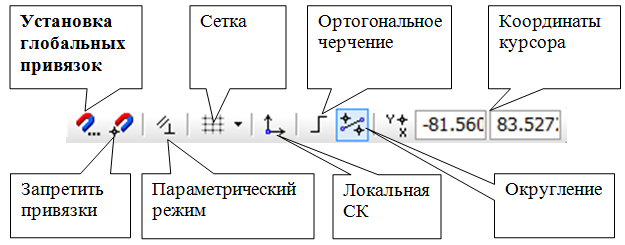 Установка
глобальных
привязок
Сетка
Ортогональное
черчение
Координаты
курсора
Y
X
-81.560
83.527
Запретить
привязки
Параметрический
режим
Локальная
СК
Округление